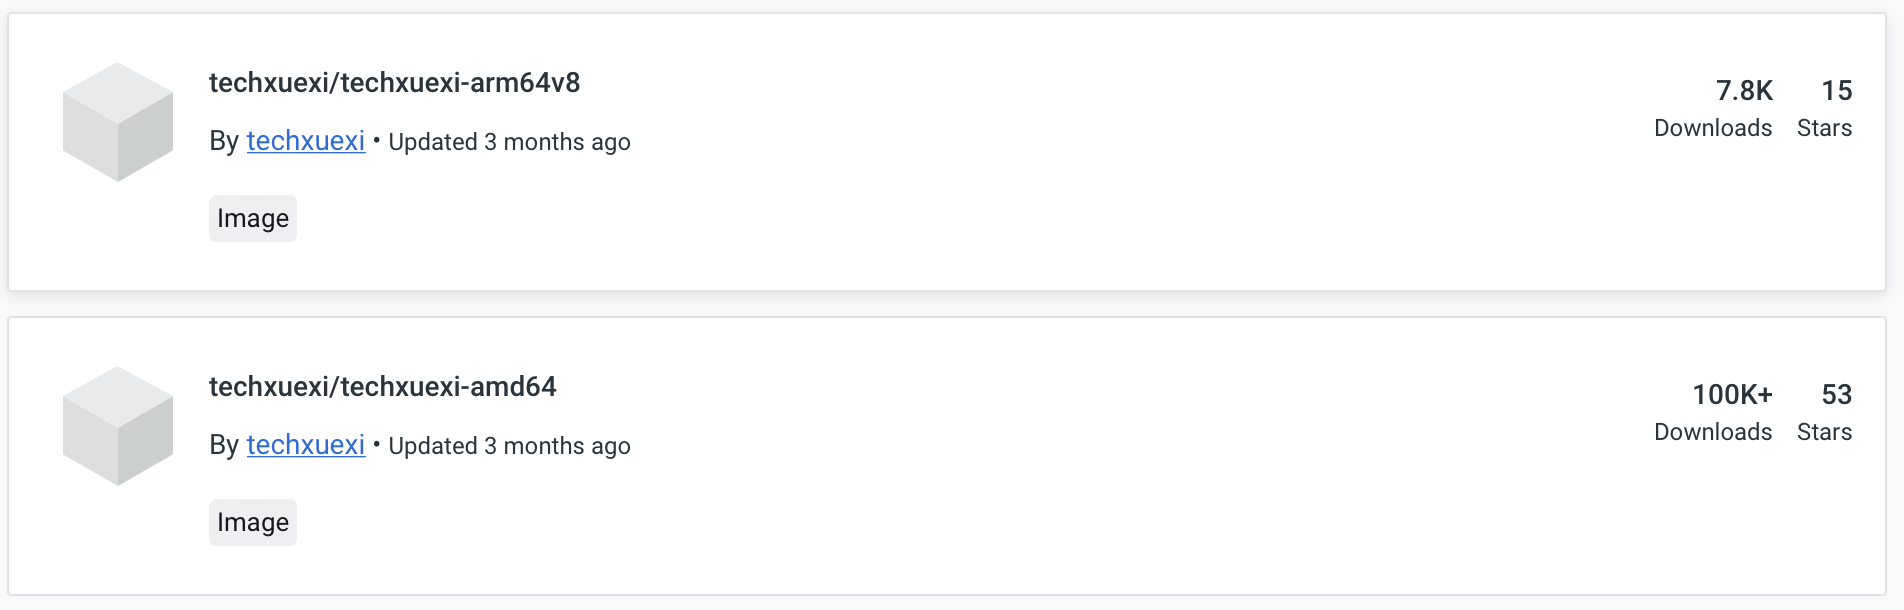 techxuexi/techxuexi-arm64v8
7.8K 15
Downloads Stars
By techxuexi • Updated 3 months ago
Image
techxuexi/techxuexi-amd64
100K+ 53
Downloads Stars
By techxuexi • Updated 3 months ago
Image